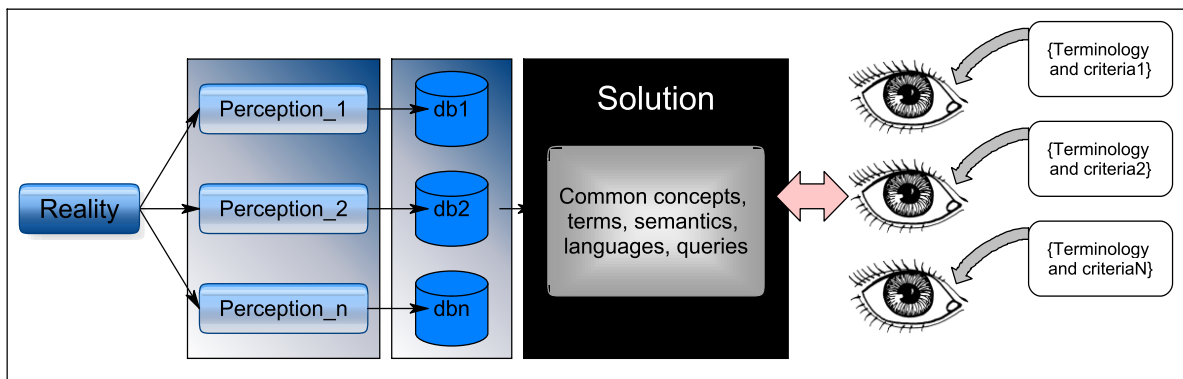 Reality
Perception_1
Perception_2
Perception_n
db1
db2
dbn
Solution
Common concepts,
terms, semantics,
languages, queries
{Terminology
and criteria1}
{Terminology
and criteria2}
{Terminology
and criteriaN}